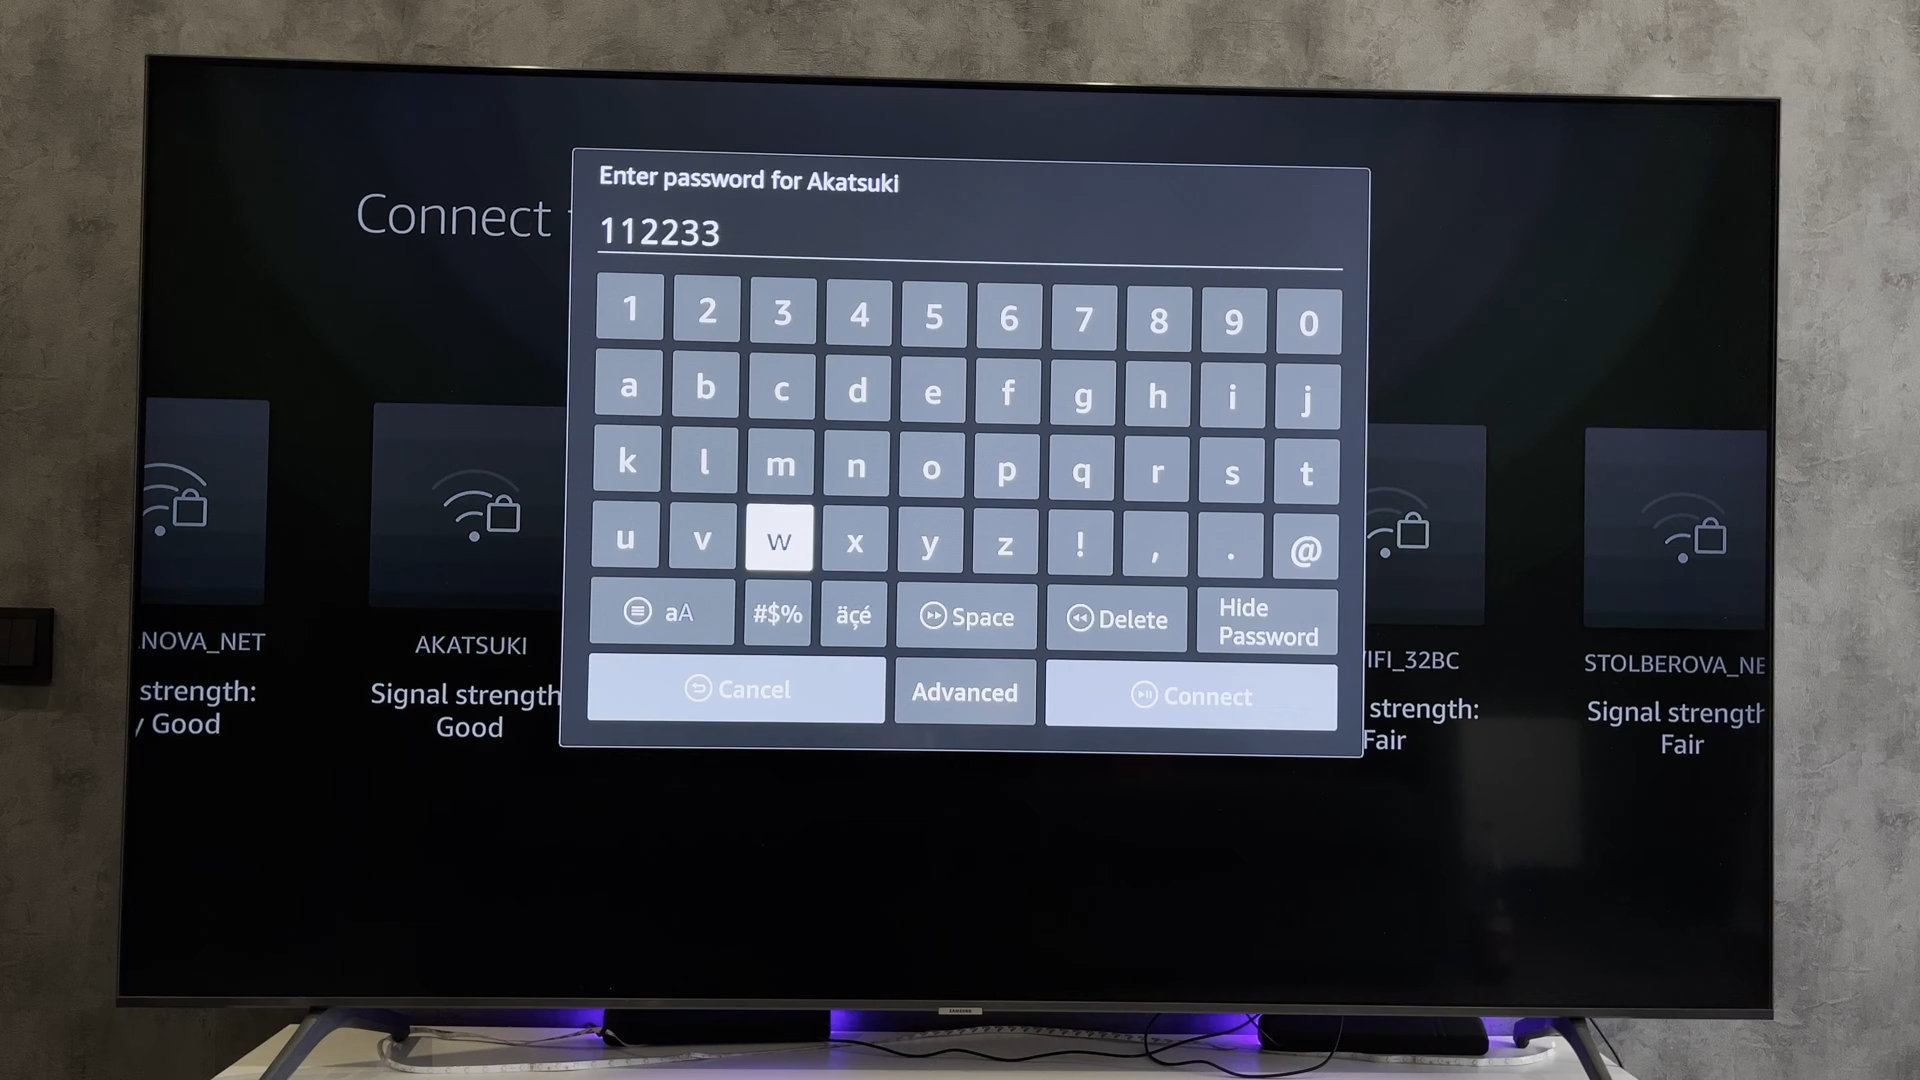 Connect
Enter password for Akatsuki
112233
1 2 3 4 5 6 7 8 9 0
a b c d e f g h i j
k l m n o p q r s t
u v w x y z ! , . @
aA #$% äçé Space Delete Hide Password
Cancel Advanced Connect
NOVA_NET
strength:
Good
AKATSUKI
Signal strength
Good
IFI_32BC
strength:
Fair
STOLBEROVA_NE
Signal strength
Fair
SAMSUNG